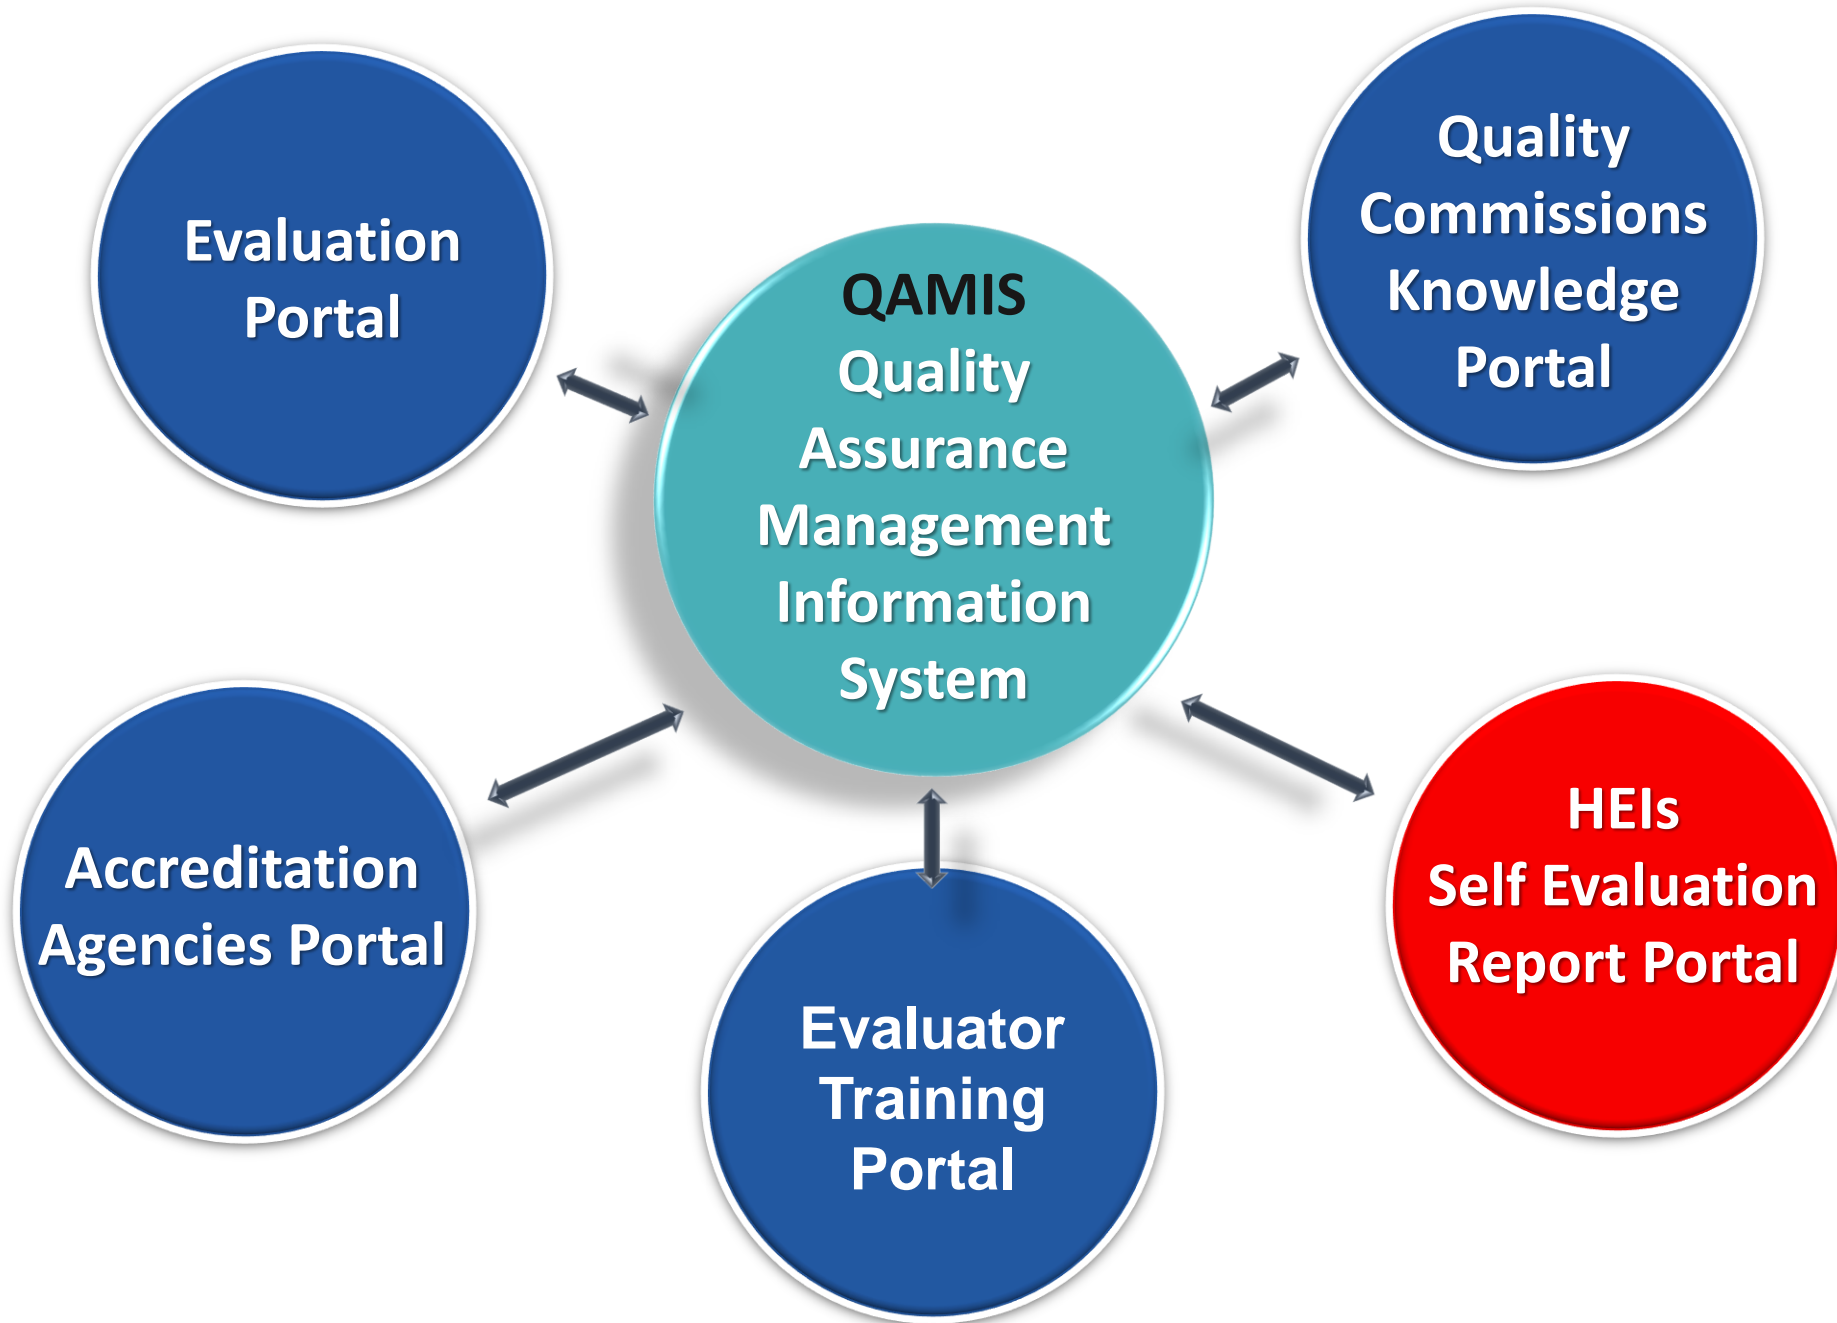 Evaluation
Portal
Quality
Commissions
Knowledge
Portal
QAMIS
Quality
Assurance
Management
Information
System
Accreditation
Agencies Portal
Evaluator
Training
Portal
HEIs
Self Evaluation
Report Portal